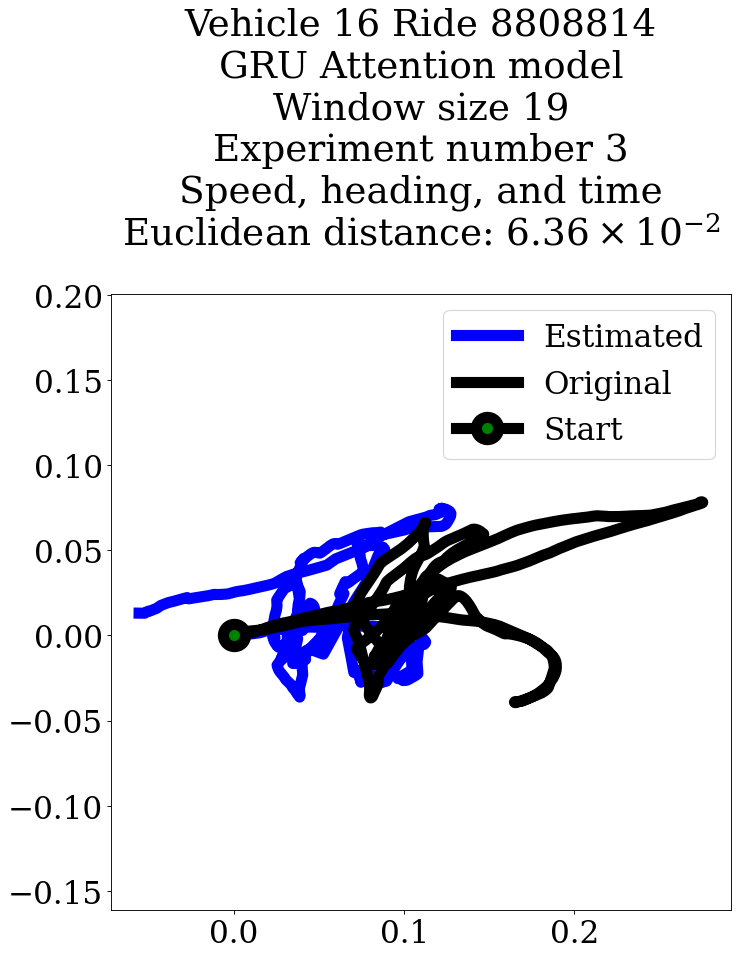 Vehicle 16 Ride 8808814
GRU Attention model
Window size 19
Experiment number 3
Speed, heading, and time
Euclidean distance: 6.36 × 10⁻²
0.20
0.15
0.10
0.05
0.00
−0.05
−0.10
−0.15
Estimated
Original
Start
0.0 0.1 0.2